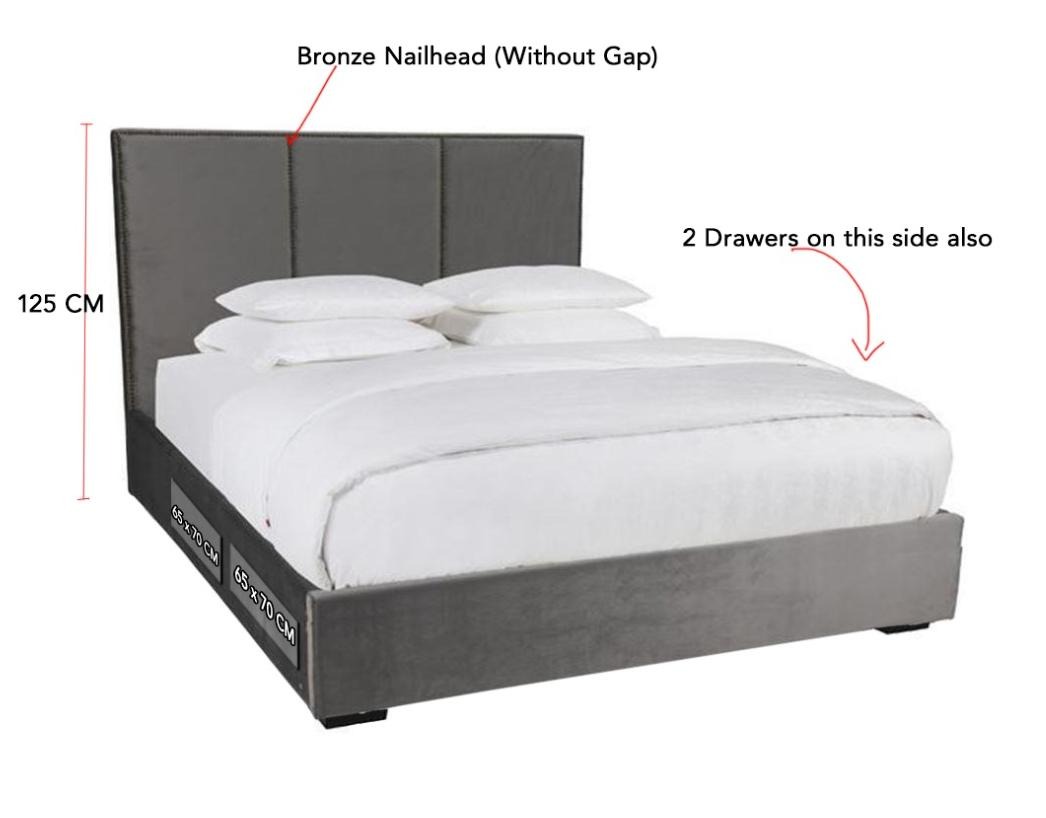 Bronze Nailhead (Without Gap)
2 Drawers on this side also
125 CM
65 x 70 CM
65 x 70 CM